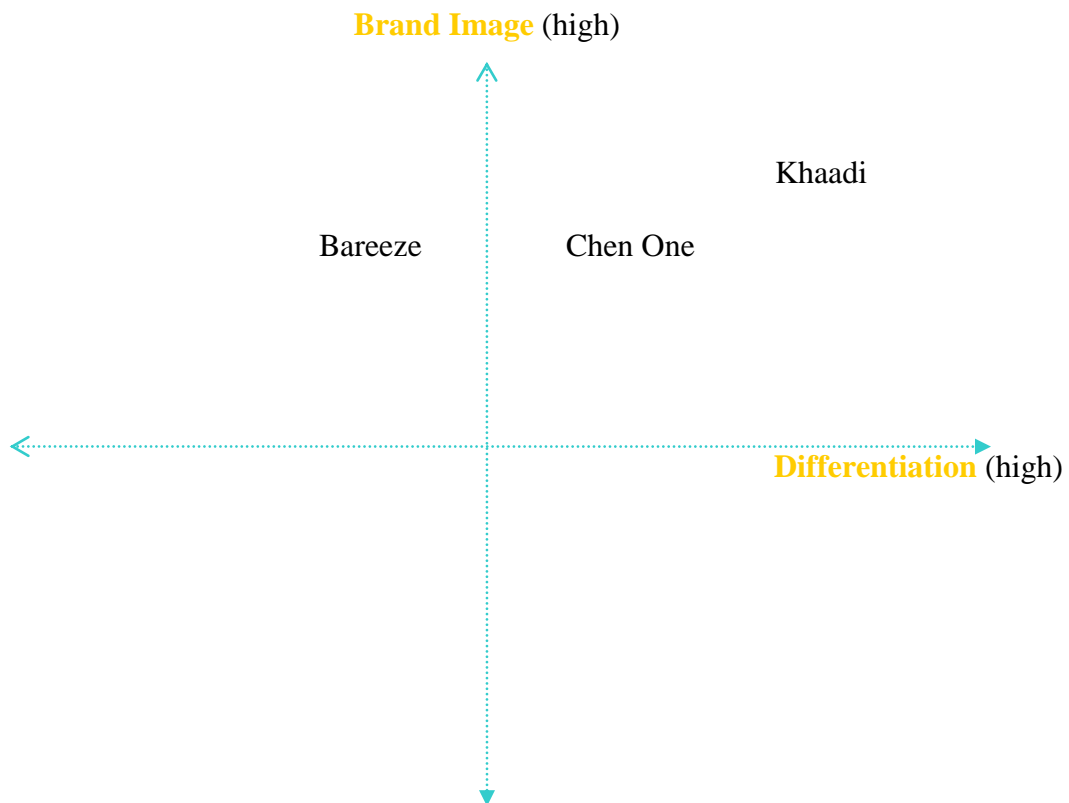 Brand Image (high)
Khaadi
Bareeze Chen One
Differentiation (high)